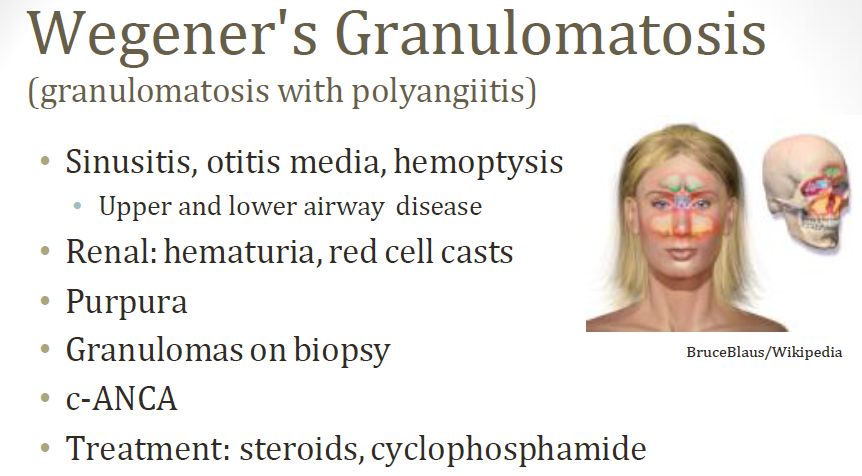 Wegener's Granulomatosis
(granulomatosis with polyangiitis)
• Sinusitis, otitis media, hemoptysis
• Upper and lower airway disease
• Renal: hematuria, red cell casts
• Purpura
• Granulomas on biopsy
• c-ANCA
• Treatment: steroids, cyclophosphamide
BruceBlaus/Wikipedia